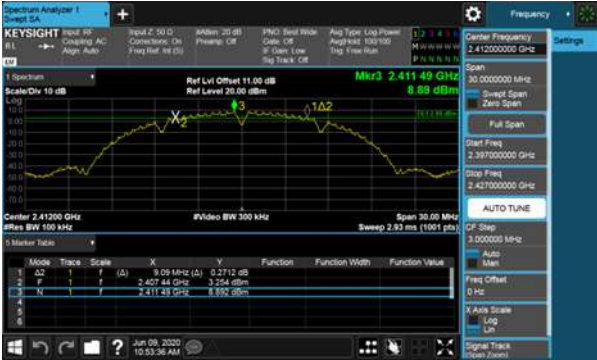 Spectrum Analyzer 1
Swept SA
+
Frequency
KEYSIGHT
Input: RF
Input Z: 50 Ω
#Atten: 20 dB
PNO: Best Wide
Avg Type: Log Power
1 2 3 4 5 6
RL
Coupling: AC
Corrections: On
Preamp: Off
Gate: Off
Avg|Hold: 100/100
Align: Auto
Freq Ref: Int (S)
IF Gain: Low
Trig: Free Run
Sig Track: Off
P N N N N N
Center Frequency
2.412000000 GHz
Settings
Span
30.0000000 MHz
Swept Span
Zero Span
Full Span
Start Freq
2.397000000 GHz
Stop Freq
2.427000000 GHz
AUTO TUNE
CF Step
3.000000 MHz
Auto
Man
Freq Offset
0 Hz
X Axis Scale
Log
Lin
Signal Track
(Span Zoom)
1 Spectrum
Scale/Div 10 dB
Ref Lvl Offset 11.00 dB
Ref Level 20.00 dBm
Mkr3 2.411 49 GHz
8.89 dBm
Log
3
1Δ2
X2
Center 2.41200 GHz
#Video BW 300 kHz
Span 30.00 MHz
#Res BW 100 kHz
Sweep 2.93 ms (1001 pts)
5 Marker Table
Mode Trace Scale X Y Function Function Width Function Value
1 Δ2 1 f (Δ) 9.09 MHz (Δ) 0.2712 dB
2 F 1 f 2.407 44 GHz 3.254 dBm
3 N 1 f 2.411 49 GHz 8.892 dBm
4
5
6
?
Jun 09, 2020
10:53:36 AM